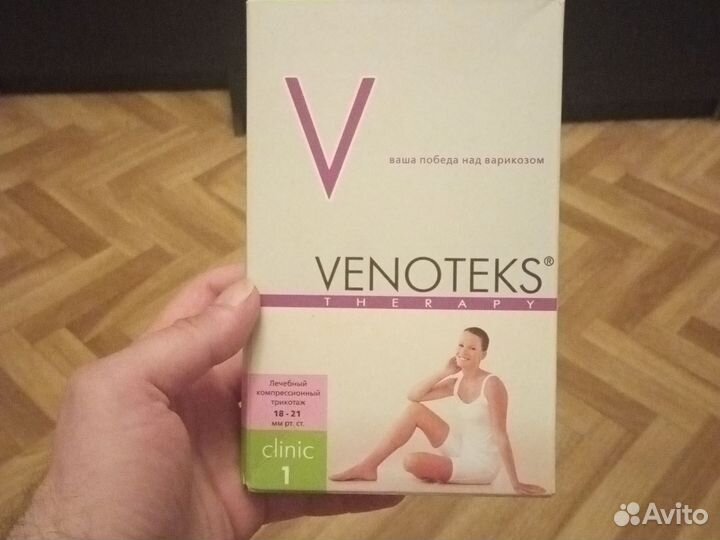 V
ваша победа над варикозом
VENOTEKS®
THERAPY
Лечебный
компрессионный
трикотаж
18 - 21
мм рт. ст.
clinic
1
Avito